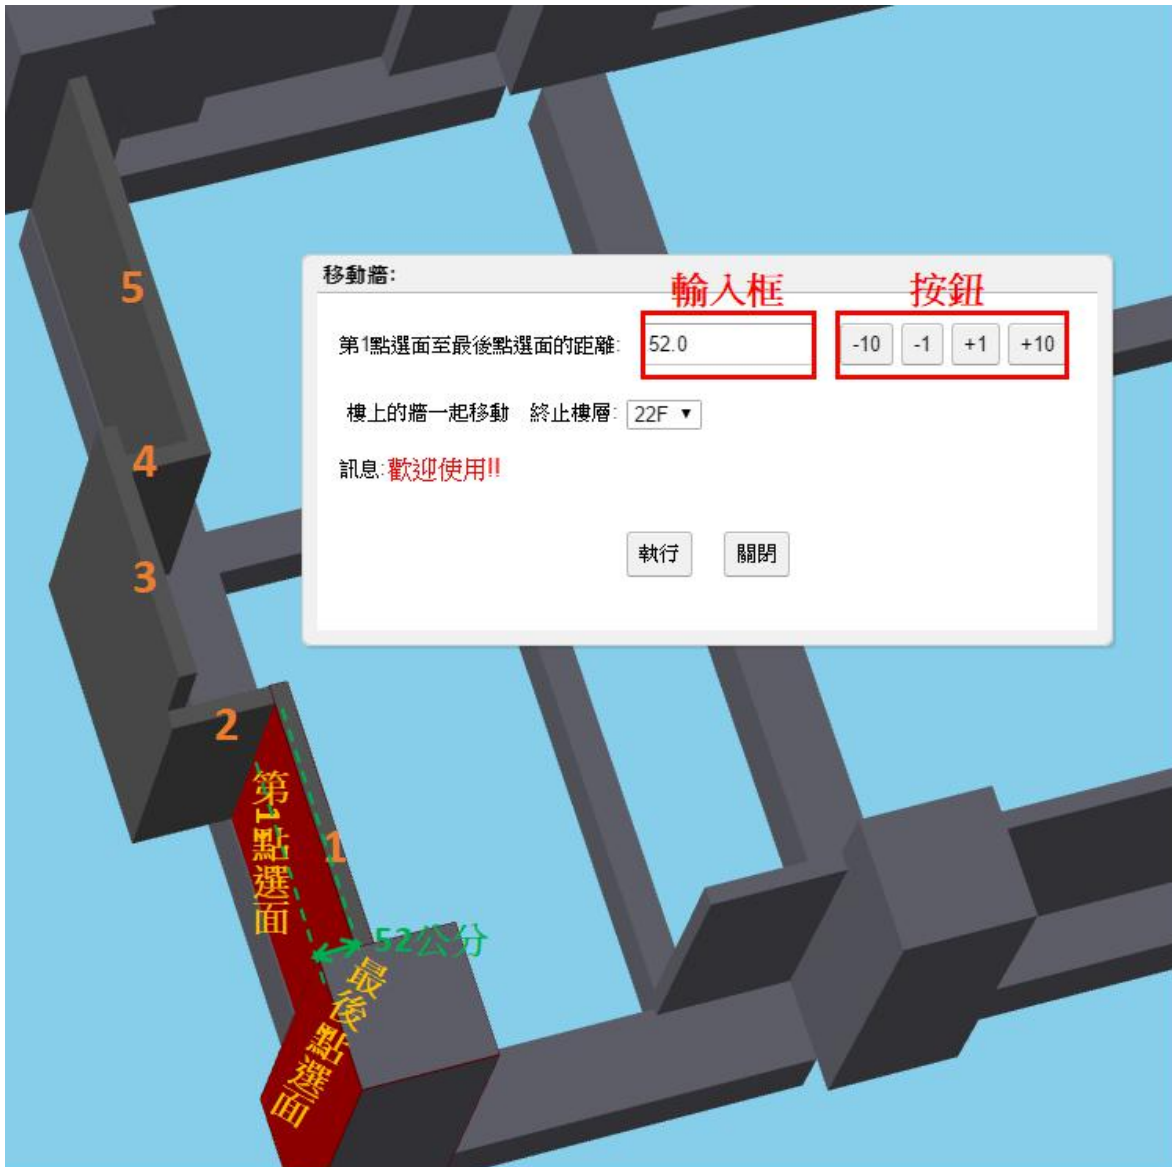 移動牆:
輸入框
按鈕
第1點選面至最後點選面的距離: 52.0 -10 -1 +1 +10
樓上的牆一起移動 終止樓層: 22F ▼
訊息:歡迎使用!!
執行 關閉
5
4
3
2
1
第1點選面
52公分
最後點選面